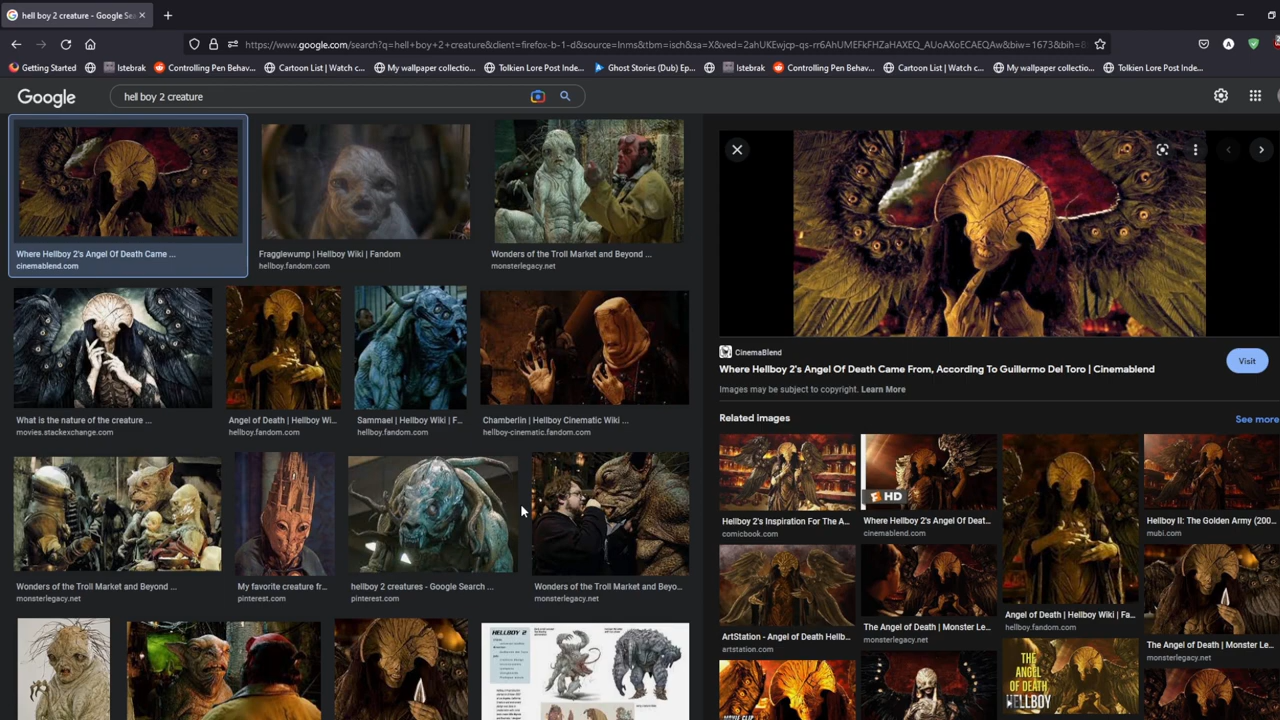 hell boy 2 creature - Google Sea
https://www.google.com/search?q=hell+boy+2+creature&client=firefox-b-1-d&source=lnms&tbm=isch&sa=X&ved=2ahUKEwjcp-qs-rr6AhUMEFkFHZaHAXEQ_AUoAXoECAEQAw&biw=1673&bih=8
Getting Started
Istebrak
Controlling Pen Behav...
Cartoon List | Watch c...
My wallpaper collectio...
Tolkien Lore Post Inde...
Ghost Stories (Dub) Ep...
Istebrak
Controlling Pen Behav...
Cartoon List | Watch c...
My wallpaper collectio...
Tolkien Lore Post Inde...
Google
hell boy 2 creature
Where Hellboy 2's Angel Of Death Came ...
cinemablend.com
Fragglewump | Hellboy Wiki | Fandom
hellboy.fandom.com
Wonders of the Troll Market and Beyond ...
monsterlegacy.net
What is the nature of the creature ...
movies.stackexchange.com
Angel of Death | Hellboy Wi...
hellboy.fandom.com
Sammael | Hellboy Wiki | F...
hellboy.fandom.com
Chamberlin | Hellboy Cinematic Wiki ...
hellboy-cinematic.fandom.com
Wonders of the Troll Market and Beyond ...
monsterlegacy.net
My favorite creature fr...
pinterest.com
hellboy 2 creatures - Google Search ...
pinterest.com
Wonders of the Troll Market and Beyo...
monsterlegacy.net
HELLBOY 2
CinemaBlend
Visit
Where Hellboy 2's Angel Of Death Came From, According To Guillermo Del Toro | Cinemablend
Images may be subject to copyright. Learn More
Related images
See more
Hellboy 2's Inspiration For The A...
comicbook.com
HD
Where Hellboy 2's Angel Of Deat...
cinemablend.com
Angel of Death | Hellboy Wiki | Fa...
hellboy.fandom.com
Hellboy II: The Golden Army (200...
mubi.com
ArtStation - Angel of Death Hellb...
artstation.com
The Angel of Death | Monster Le...
monsterlegacy.net
THE
ANGEL
OF DEATH
HELLBOY
The Angel of Death | Monster Le...
monsterlegacy.net
MOVIE CLIP